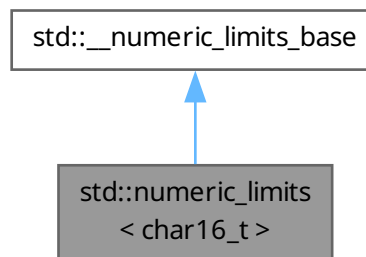 std::__numeric_limits_base
std::numeric_limits
< char16_t >